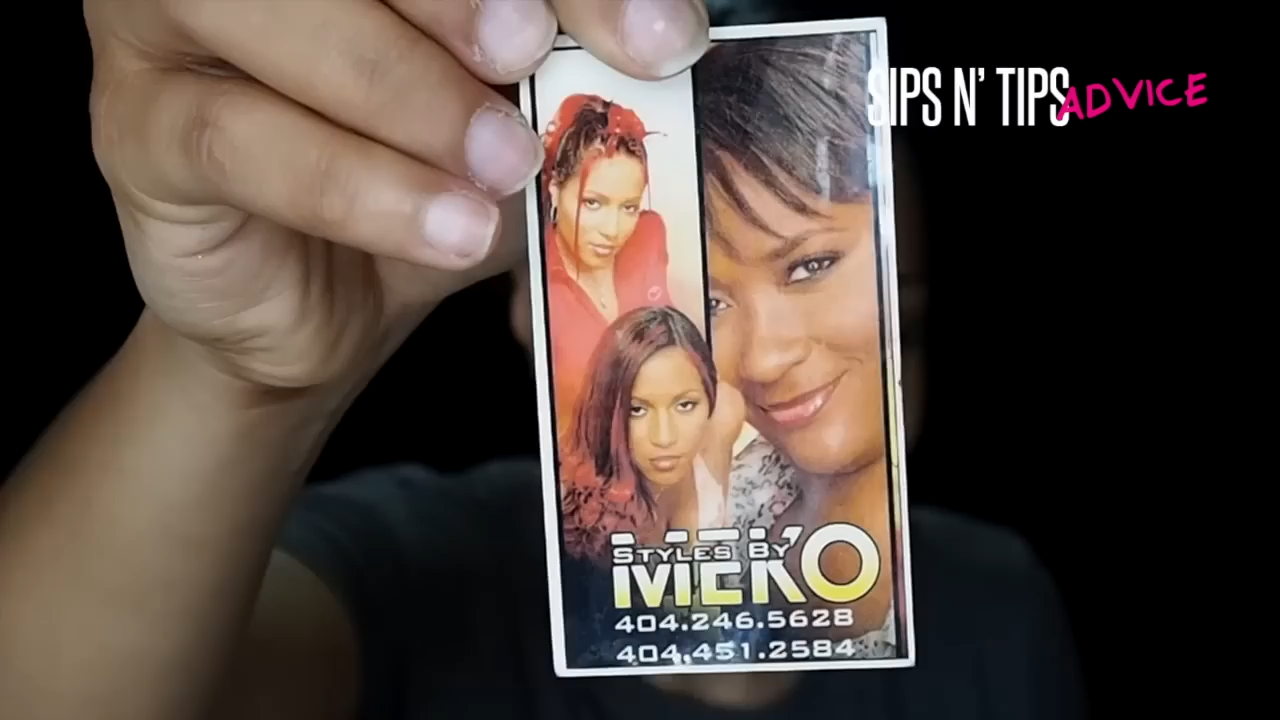 SIPS N' TIPS ADVICE
STYLES BY
MEKO
404.246.5628
404.451.2584